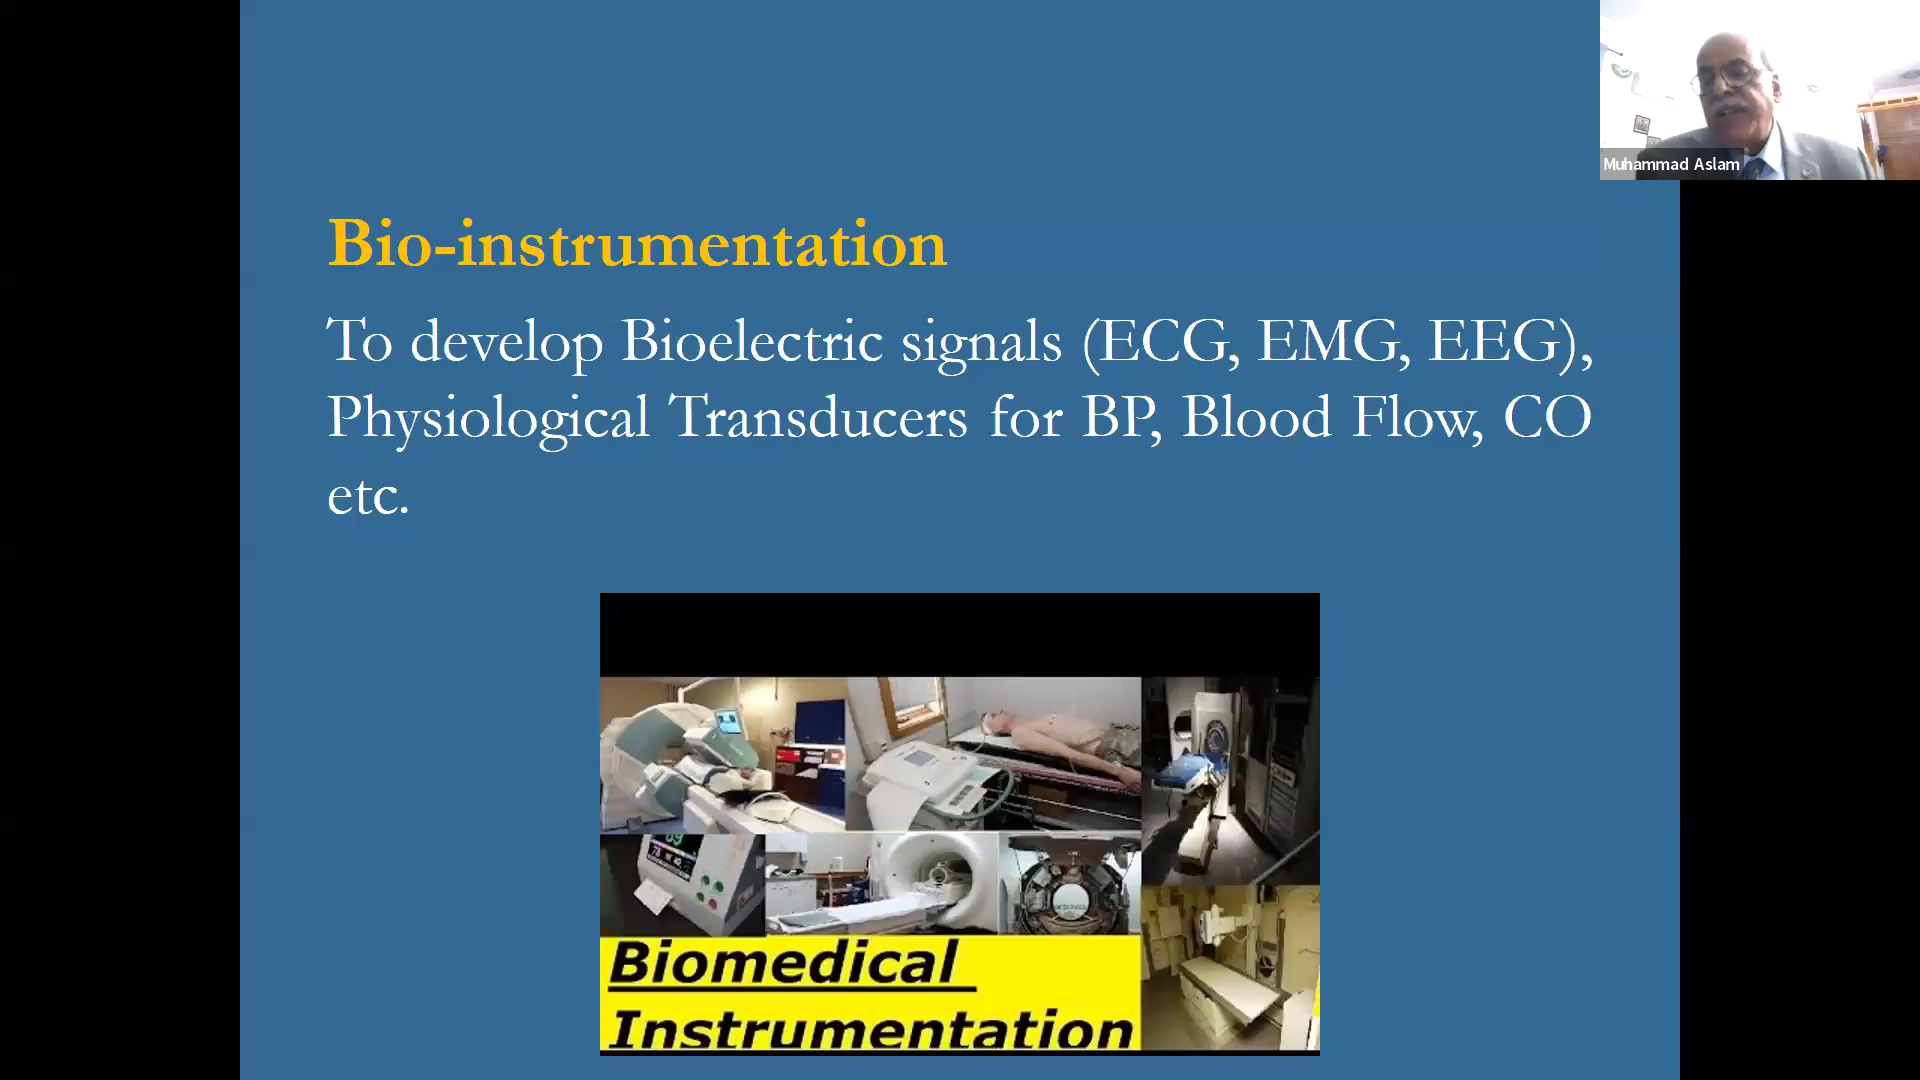 Muhammad Aslam
Bio-instrumentation
To develop Bioelectric signals (ECG, EMG, EEG),
Physiological Transducers for BP, Blood Flow, CO
etc.
Biomedical
Instrumentation